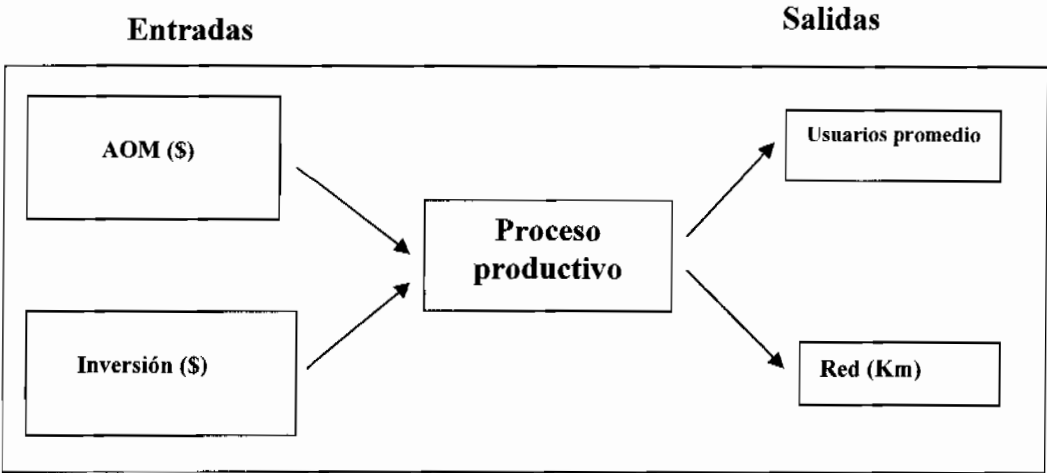 Entradas
Salidas
AOM ($)
Usuarios promedio
Proceso
productivo
Inversión ($)
Red (Km)